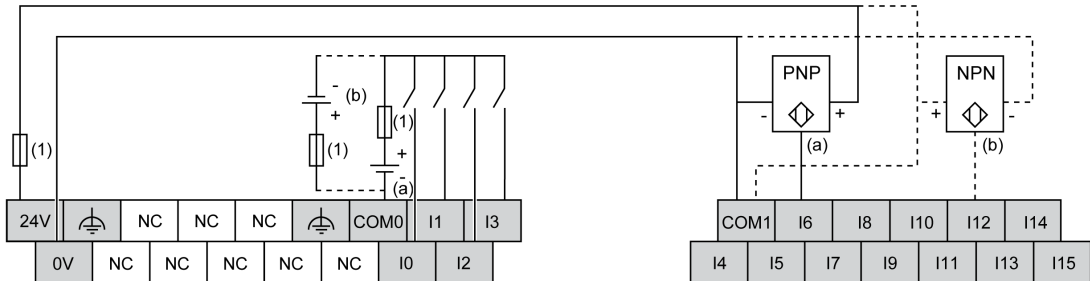 PNP
NPN
- (b)
+
(1)
(1)
+
-
(a)
(1)
- +
(a)
+ -
(b)
24V NC NC NC COM0 I1 I3
0V NC NC NC NC NC I0 I2
COM1 I6 I8 I10 I12 I14
I4 I5 I7 I9 I11 I13 I15